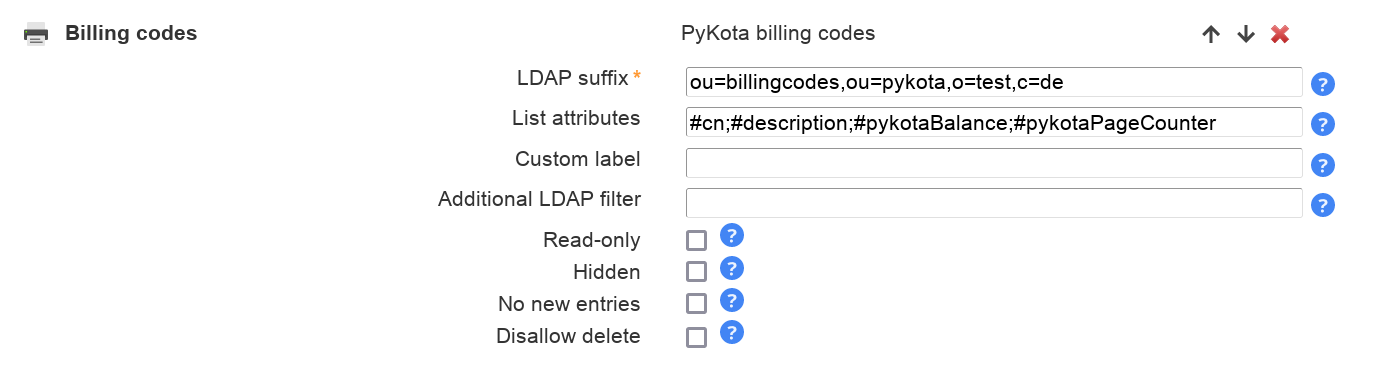 Billing codes PyKota billing codes
LDAP suffix * ou=billingcodes,ou=pykota,o=test,c=de ?
List attributes #cn;#description;#pykotaBalance;#pykotaPageCounter ?
Custom label ?
Additional LDAP filter ?
Read-only ?
Hidden ?
No new entries ?
Disallow delete ?